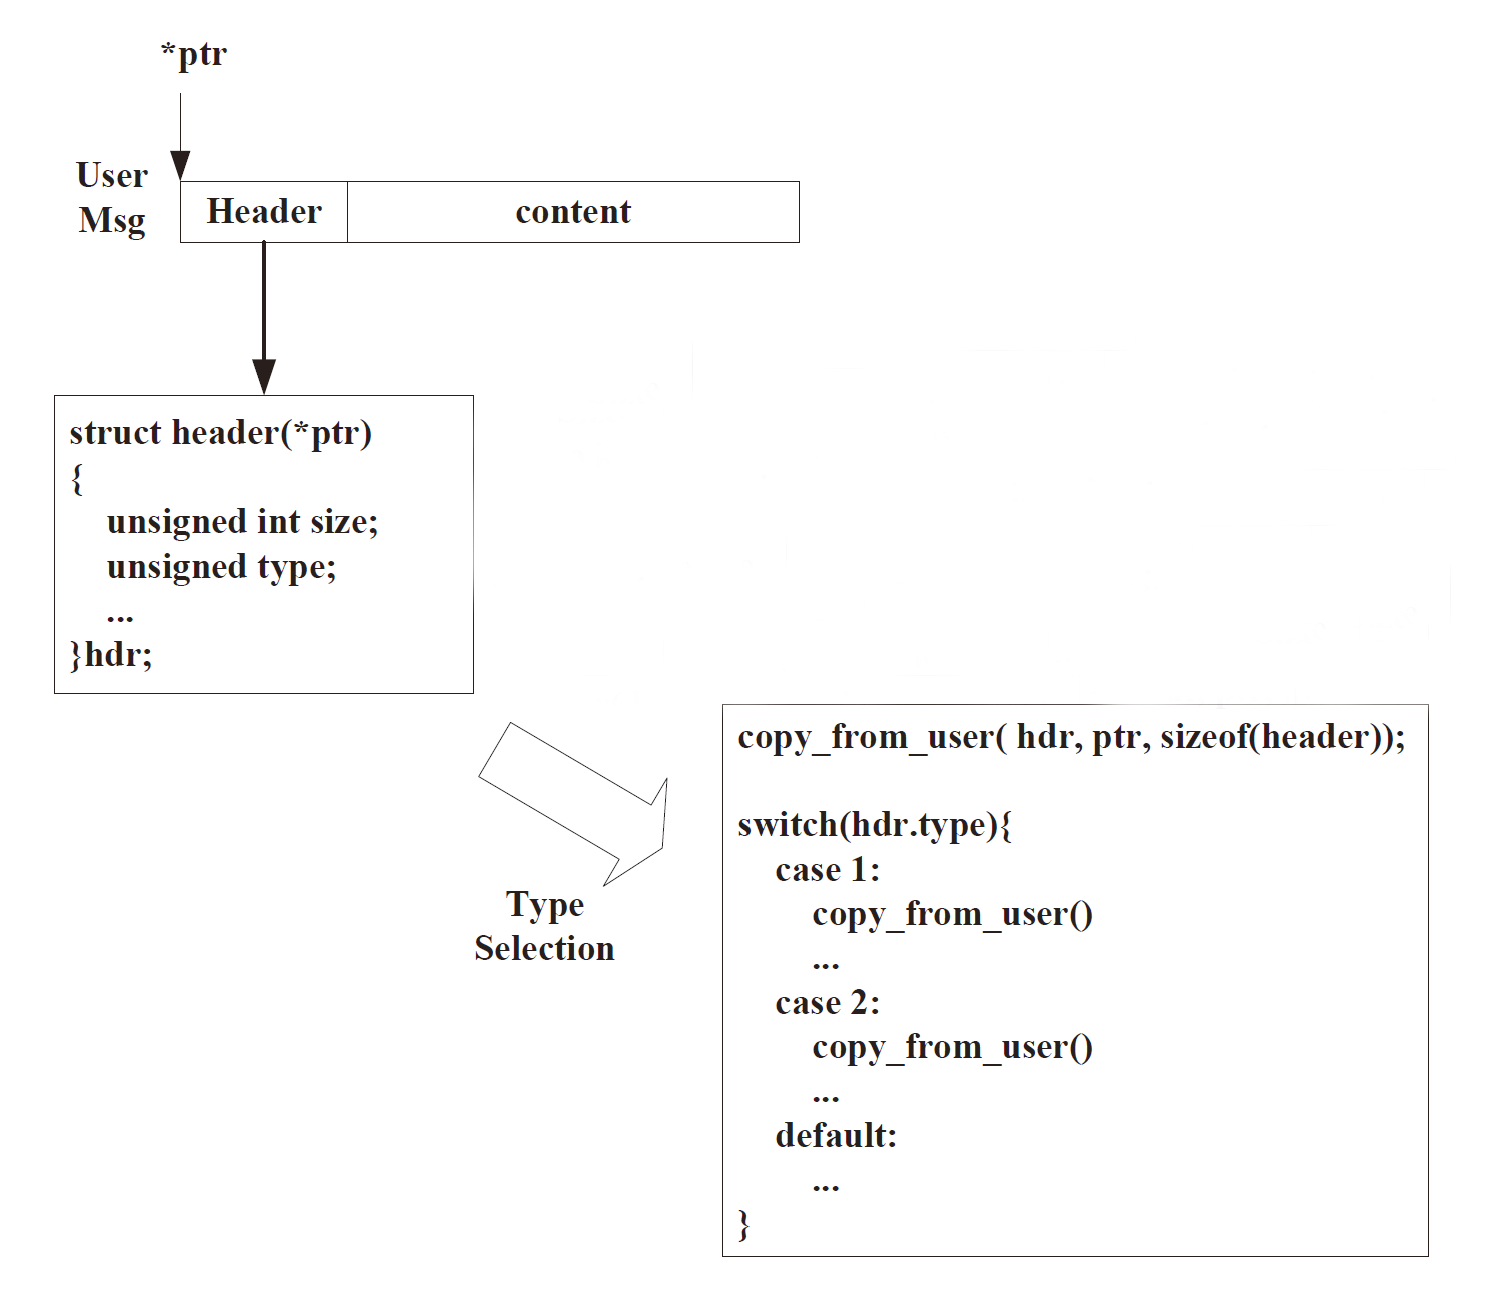 *ptr
User
Msg
Header
content
struct header(*ptr)
{
unsigned int size;
unsigned type;
...
}hdr;
Type
Selection
copy_from_user( hdr, ptr, sizeof(header));
switch(hdr.type){
case 1:
copy_from_user()
...
case 2:
copy_from_user()
...
default:
...
}